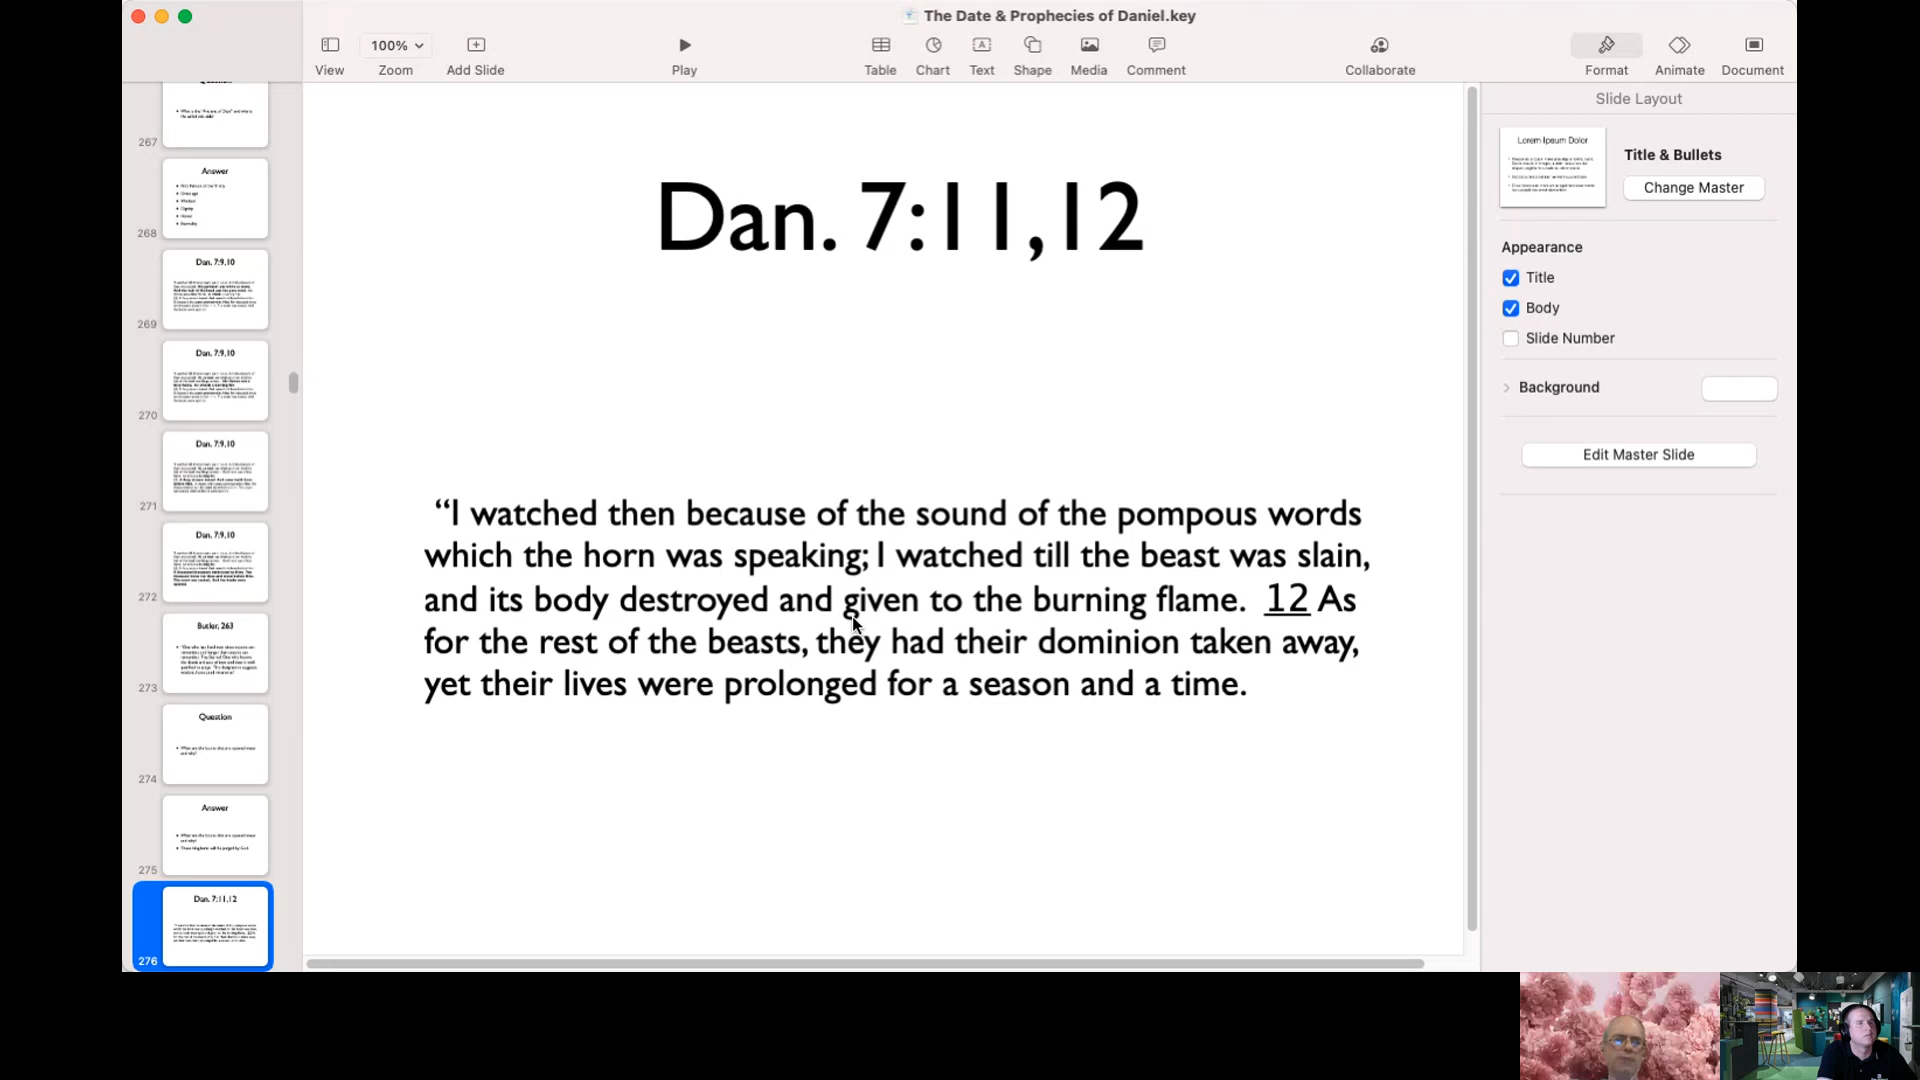 The Date & Prophecies of Daniel.key
View
100%
Zoom
Add Slide
Play
Table
Chart
Text
Shape
Media
Comment
Collaborate
Format
Animate
Document
267
Answer
268
Dan. 7:9,10
269
Dan. 7:9,10
270
Dan. 7:9,10
271
Dan. 7:9,10
272
Butler, 263
273
Question
274
Answer
275
Dan. 7:11,12
276
Dan. 7:11,12
“I watched then because of the sound of the pompous words
which the horn was speaking; I watched till the beast was slain,
and its body destroyed and given to the burning flame. 12 As
for the rest of the beasts, they had their dominion taken away,
yet their lives were prolonged for a season and a time.
Slide Layout
Lorem Ipsum Dolor
Title & Bullets
Change Master
Appearance
Title
Body
Slide Number
Background
Edit Master Slide